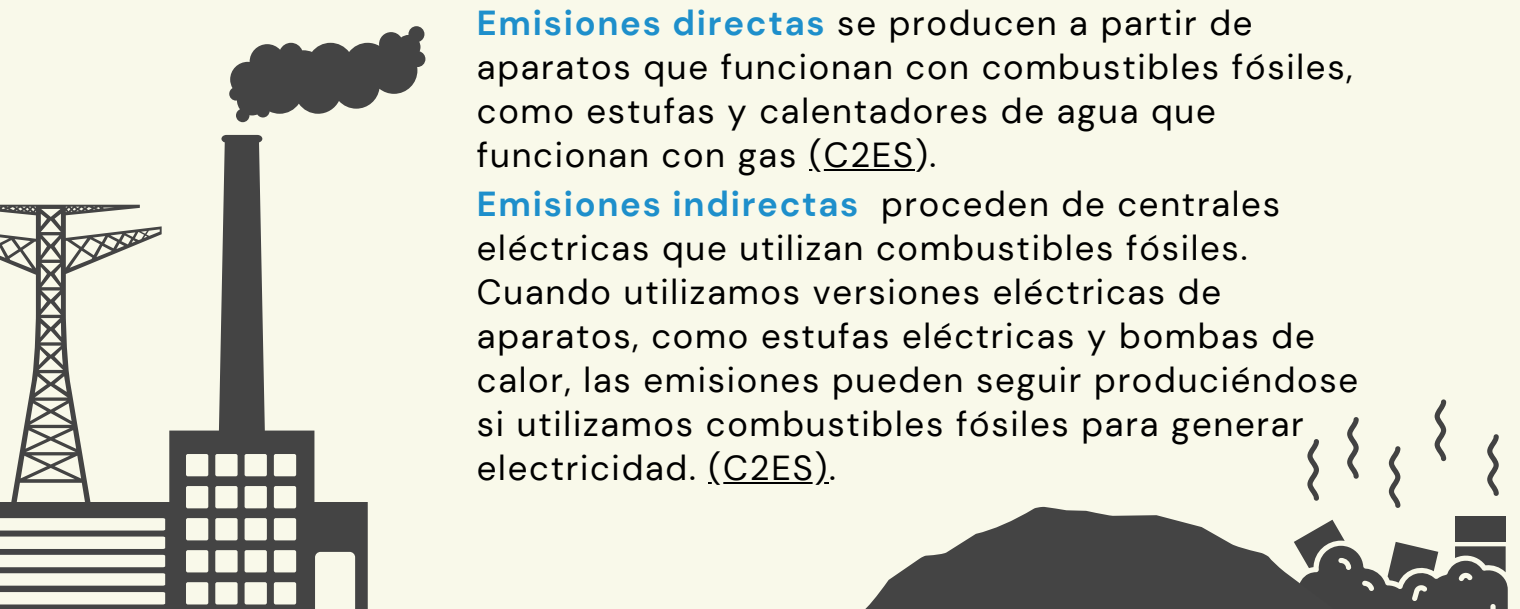 Emisiones directas se producen a partir de
aparatos que funcionan con combustibles fósiles,
como estufas y calentadores de agua que
funcionan con gas (C2ES).
Emisiones indirectas proceden de centrales
eléctricas que utilizan combustibles fósiles.
Cuando utilizamos versiones eléctricas de
aparatos, como estufas eléctricas y bombas de
calor, las emisiones pueden seguir produciéndose
si utilizamos combustibles fósiles para generar
electricidad. (C2ES).